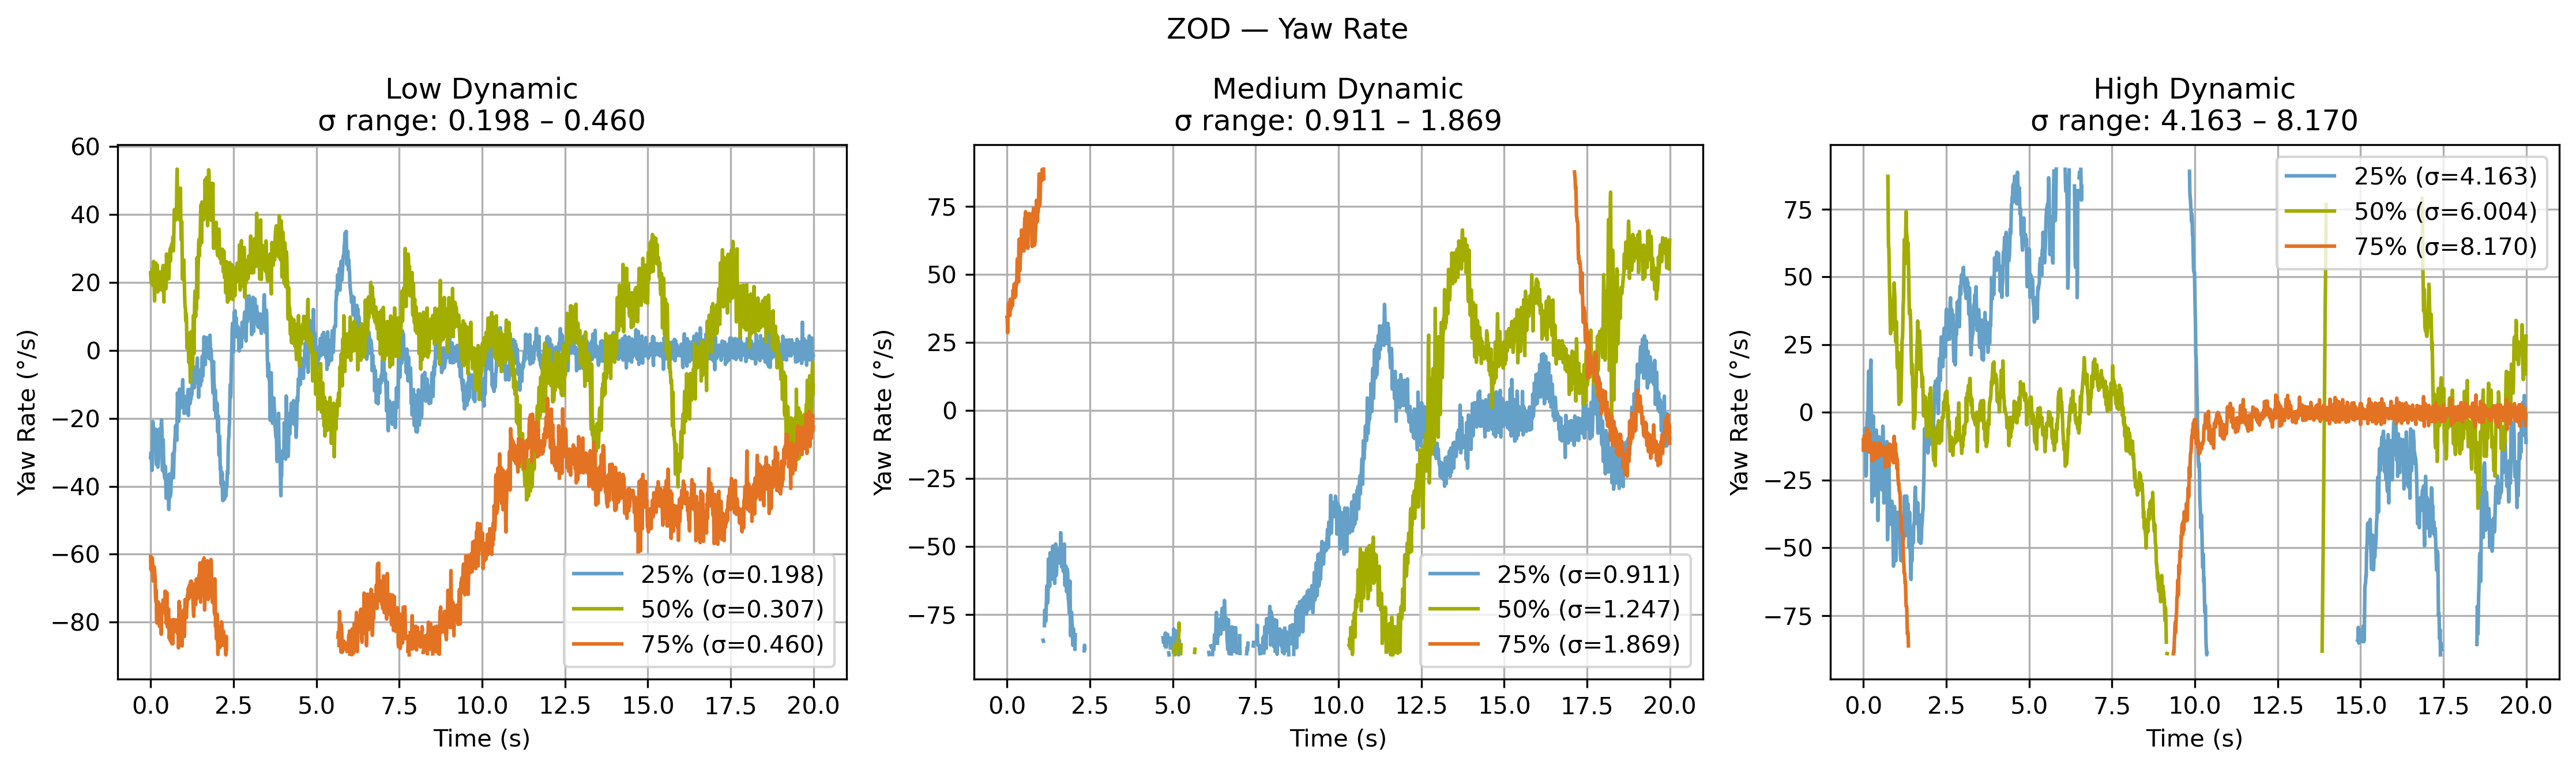 ZOD — Yaw Rate
Low Dynamic
σ range: 0.198 – 0.460
Yaw Rate (°/s)
60
40
20
0
−20
−40
−60
−80
25% (σ=0.198)
50% (σ=0.307)
75% (σ=0.460)
0.0 2.5 5.0 7.5 10.0 12.5 15.0 17.5 20.0
Time (s)
Medium Dynamic
σ range: 0.911 – 1.869
Yaw Rate (°/s)
75
50
25
0
−25
−50
−75
25% (σ=0.911)
50% (σ=1.247)
75% (σ=1.869)
0.0 2.5 5.0 7.5 10.0 12.5 15.0 17.5 20.0
Time (s)
High Dynamic
σ range: 4.163 – 8.170
Yaw Rate (°/s)
75
50
25
0
−25
−50
−75
25% (σ=4.163)
50% (σ=6.004)
75% (σ=8.170)
0.0 2.5 5.0 7.5 10.0 12.5 15.0 17.5 20.0
Time (s)